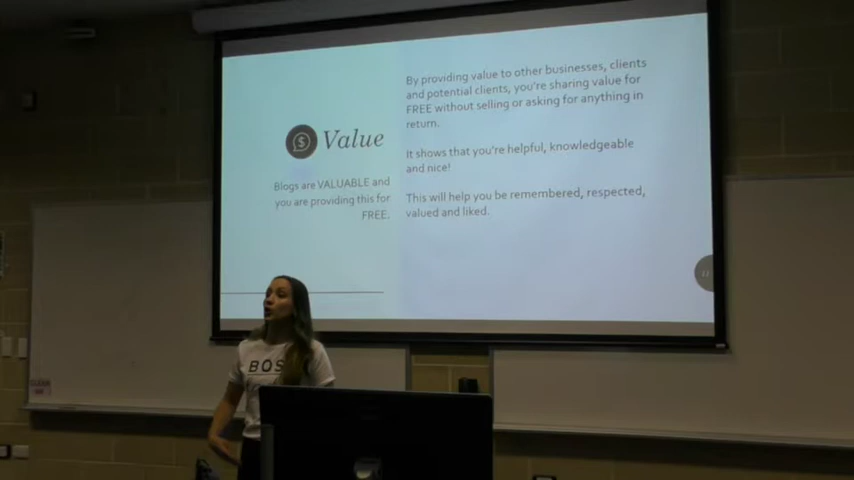 Value
Blogs are VALUABLE and
you are providing this for
FREE.
By providing value to other businesses, clients
and potential clients, you're sharing value for
FREE without selling or asking for anything in
return.
It shows that you're helpful, knowledgeable
and nice!
This will help you be remembered, respected,
valued and liked.
BOS